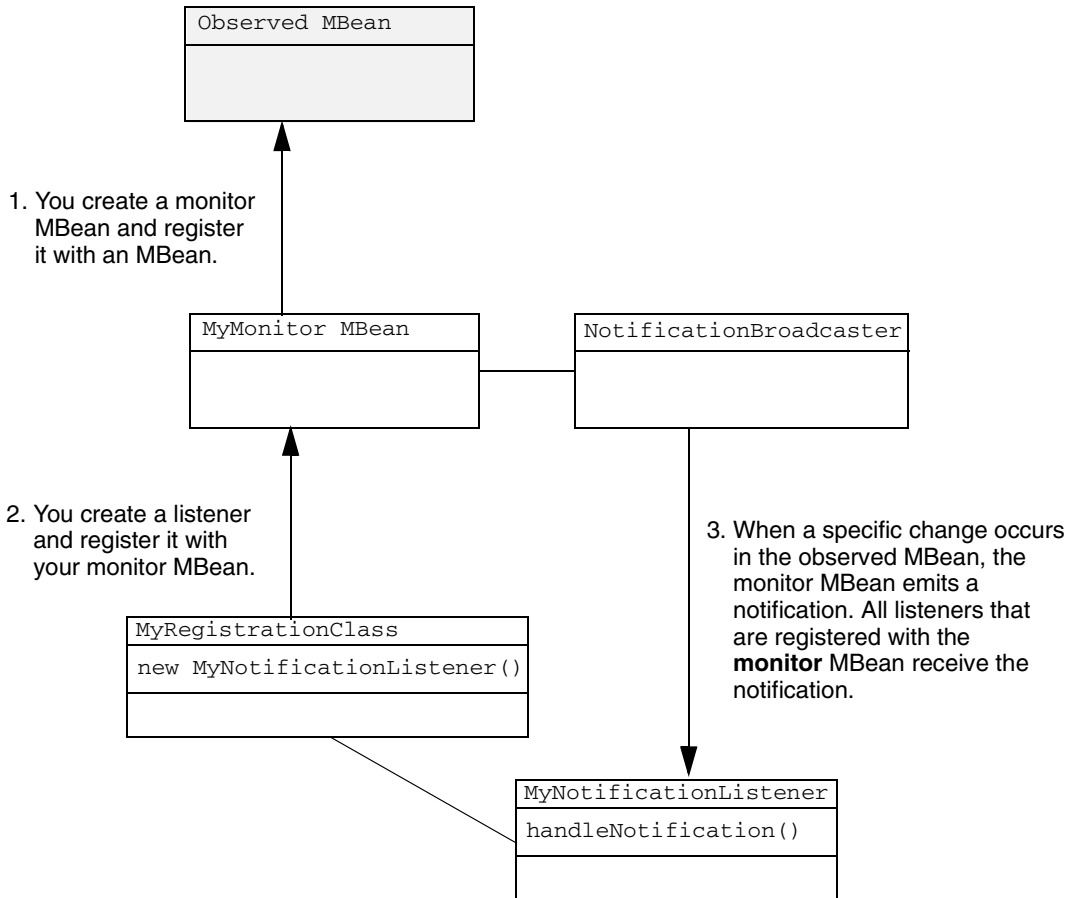 Observed MBean
1. You create a monitor
MBean and register
it with an MBean.
MyMonitor MBean
NotificationBroadcaster
2. You create a listener
and register it with
your monitor MBean.
3. When a specific change occurs
in the observed MBean, the
monitor MBean emits a
notification. All listeners that
are registered with the
monitor MBean receive the
notification.
MyRegistrationClass
new MyNotificationListener()
MyNotificationListener
handleNotification()